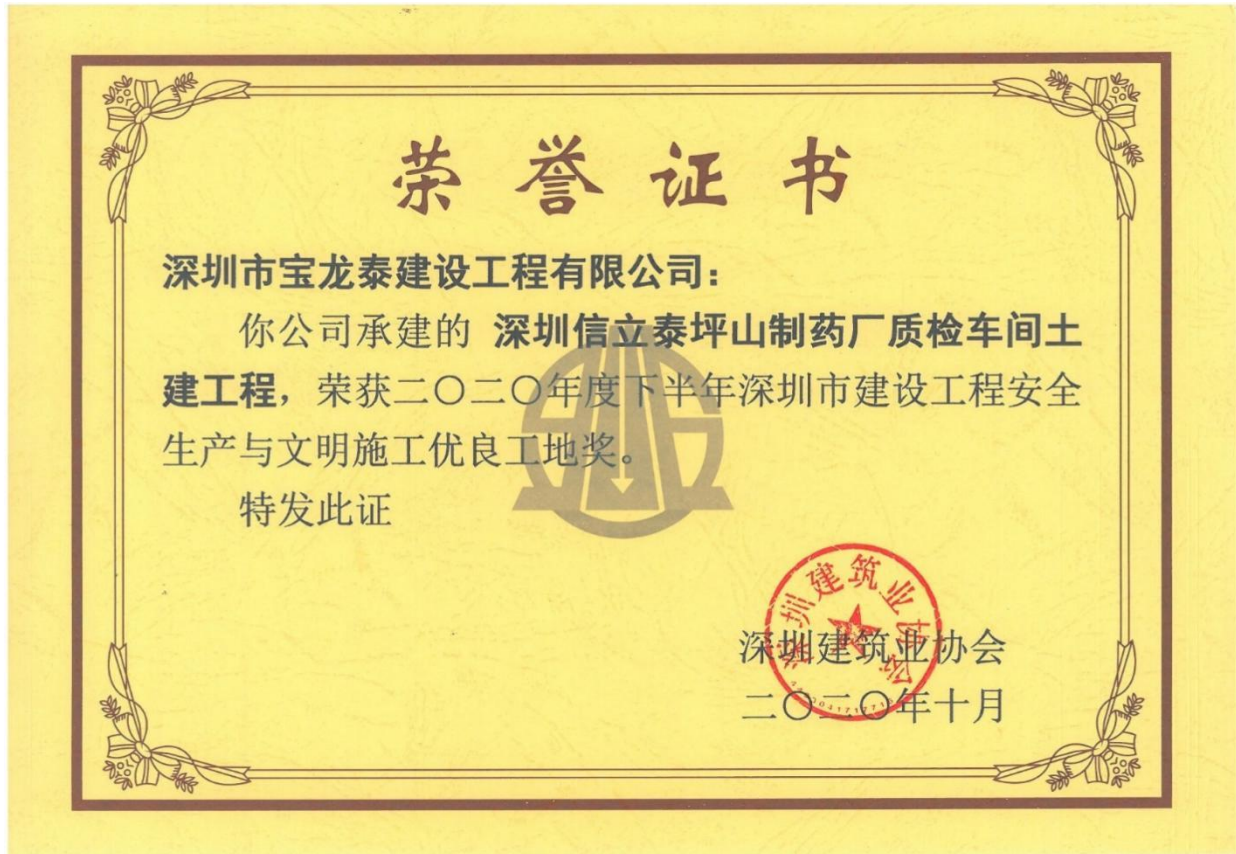 荣誉证书
深圳市宝龙泰建设工程有限公司：
你公司承建的 深圳信立泰坪山制药厂质检车间土
建工程，荣获二〇二〇年度下半年深圳市建设工程安全
生产与文明施工优良工地奖。
特发此证
深圳建筑业协会
深圳建筑业协会
二〇二〇年十月